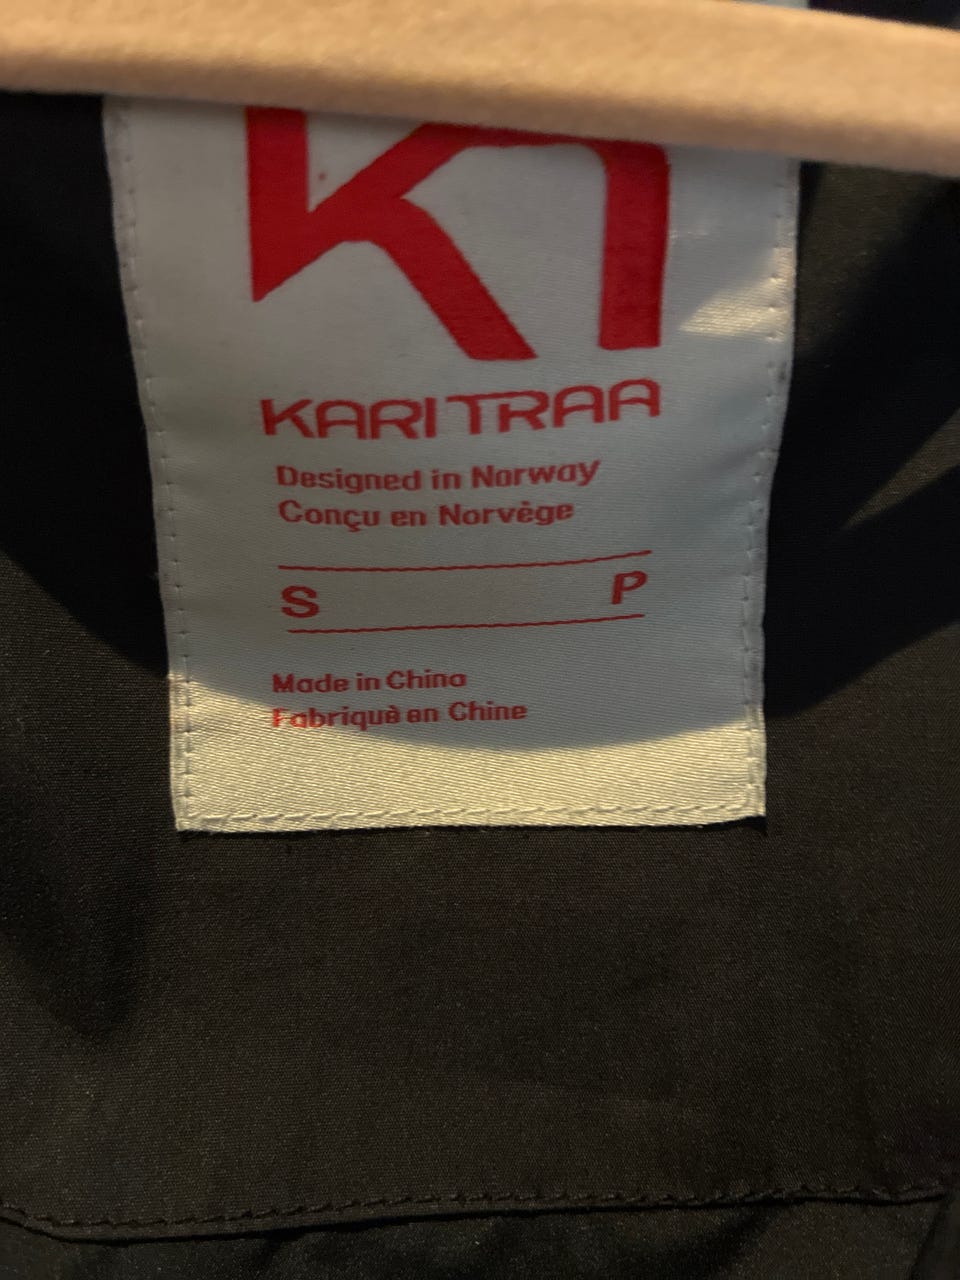 KT
KARI TRAA
Designed in Norway
Conçu en Norvège
S P
Made in China
Fabriquè en Chine